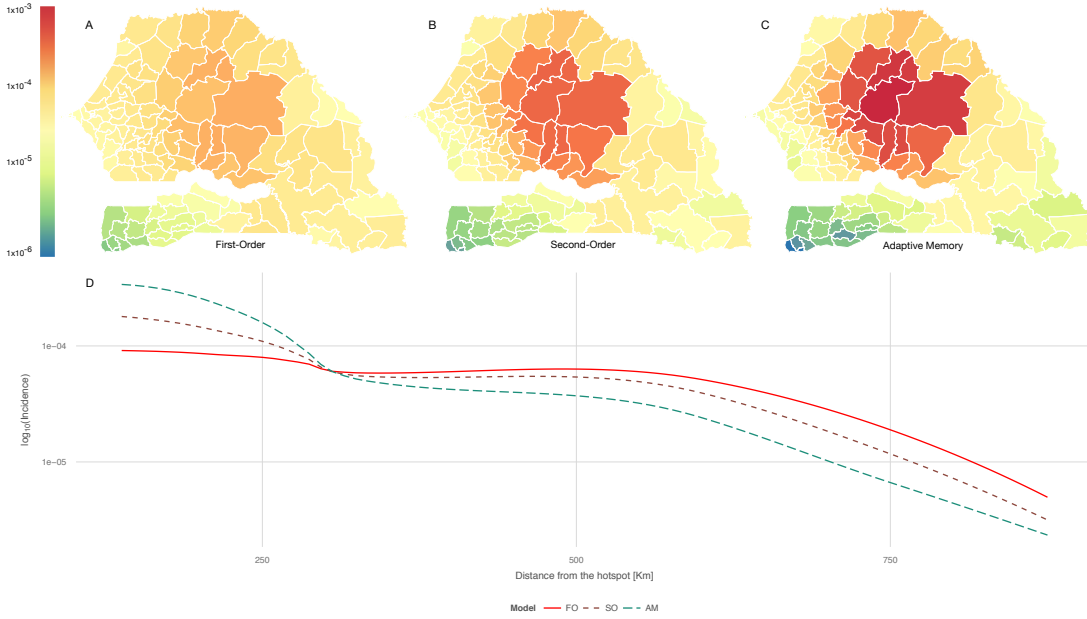 1x10⁻³
1x10⁻⁴
1x10⁻⁵
1x10⁻⁶
A
First-Order
B
Second-Order
C
Adaptive Memory
D
log₁₀(Incidence)
1e−04
1e−05
250
500
750
Distance from the hotspot [Km]
Model FO SO AM